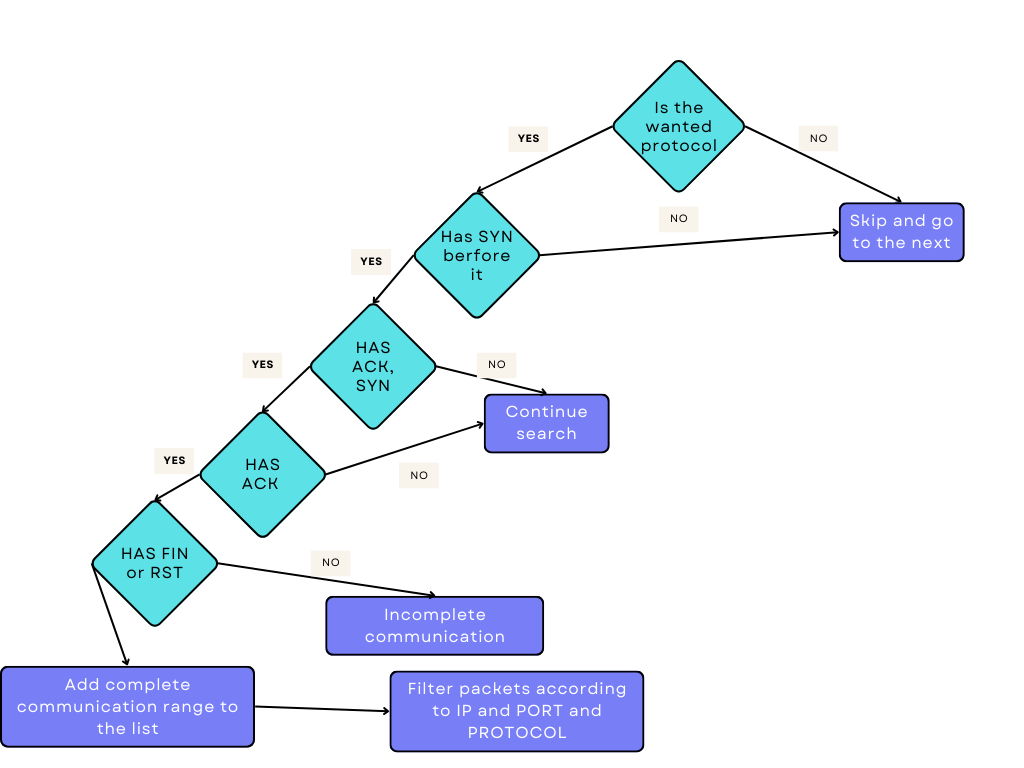 Is the
wanted
protocol
YES
NO
Skip and go
to the next
Has SYN
berfore
it
NO
YES
HAS
ACK,
SYN
YES
NO
Continue
search
HAS
ACK
YES
NO
HAS FIN
or RST
NO
Incomplete
communication
Add complete
communication range to
the list
Filter packets according
to IP and PORT and
PROTOCOL